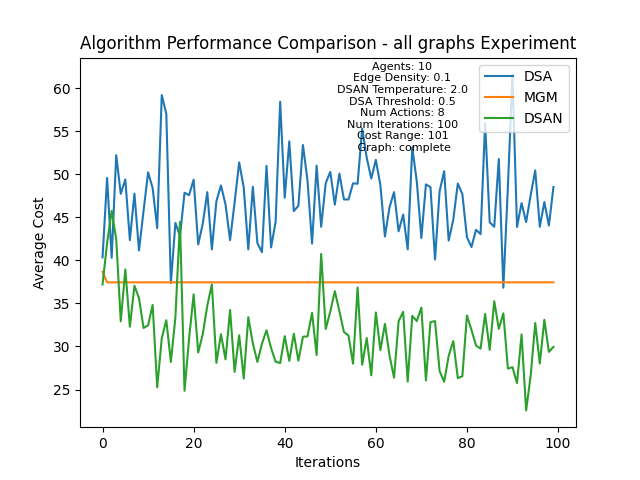 Algorithm Performance Comparison - all graphs Experiment
Agents: 10
Edge Density: 0.1
DSAN Temperature: 2.0
DSA Threshold: 0.5
Num Actions: 8
Num Iterations: 100
Cost Range: 101
Graph: complete
DSA
MGM
DSAN
Average Cost
60
55
50
45
40
35
30
25
0
20
40
60
80
100
Iterations